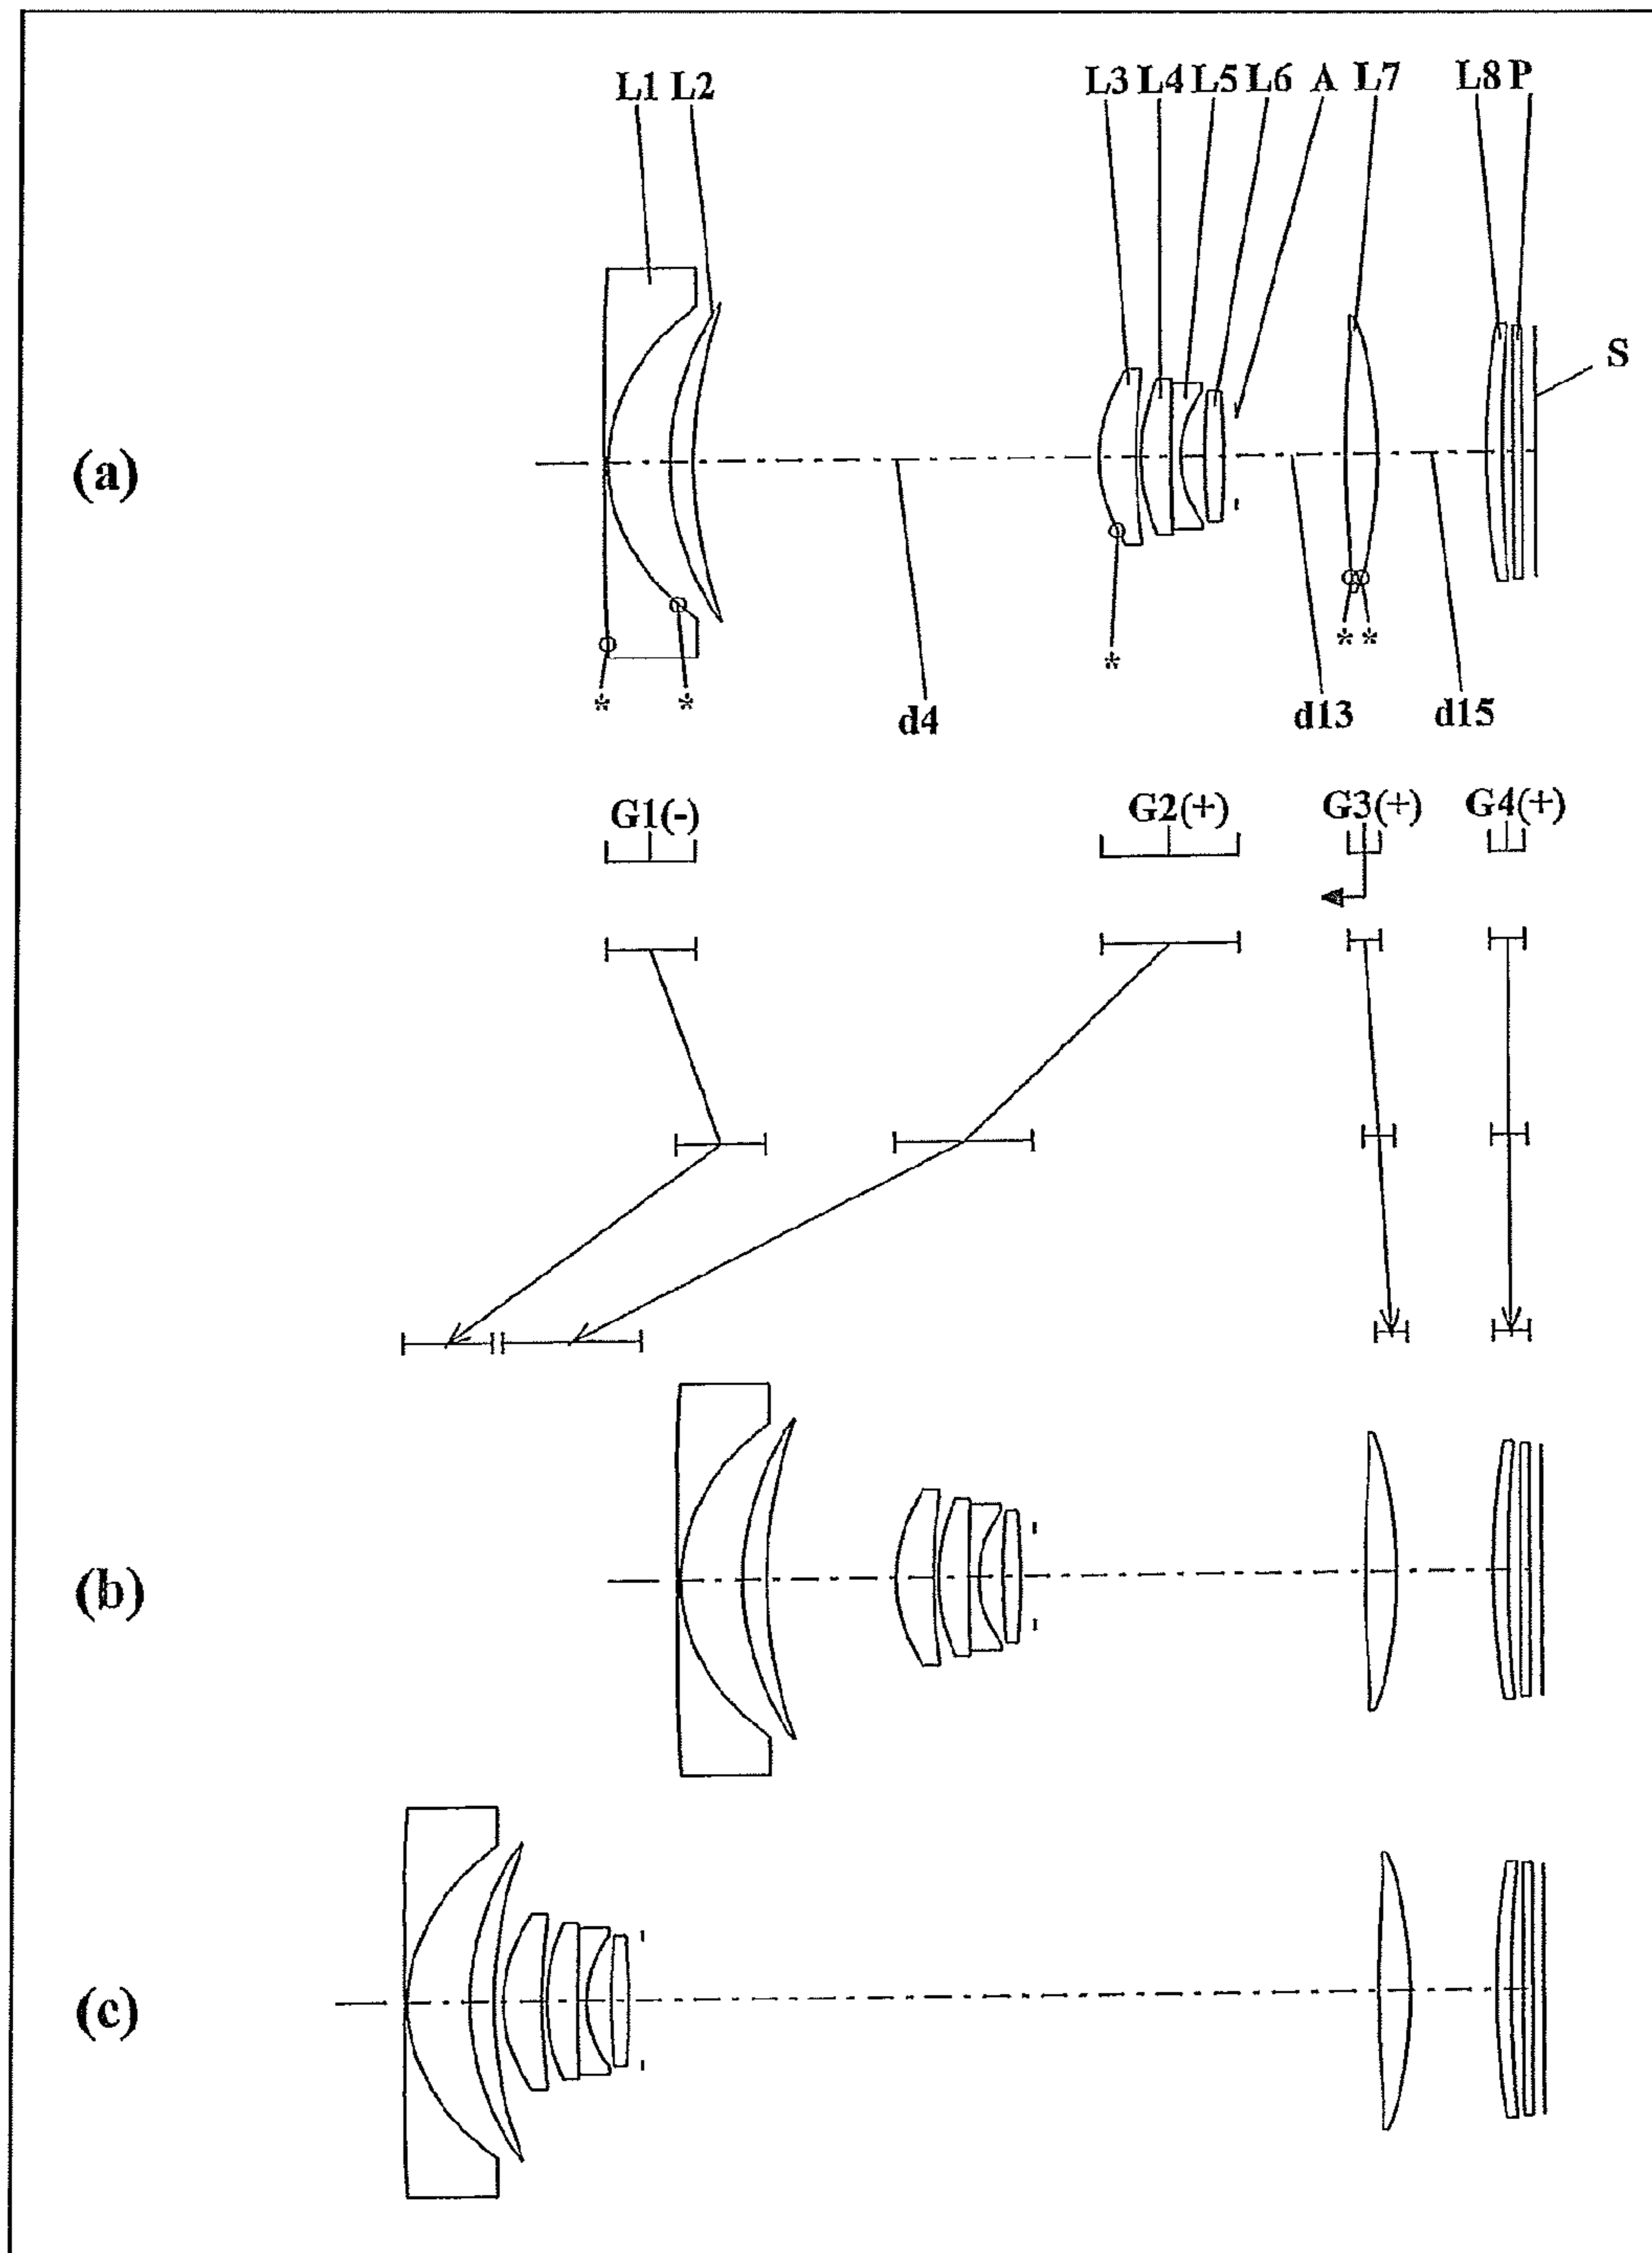 L1 L2 L3 L4 L5 L6 A L7 L8 P
S
(a)
* * * * *
d4 d13 d15
G1(-) G2(+) G3(+) G4(+)
(b)
(c)